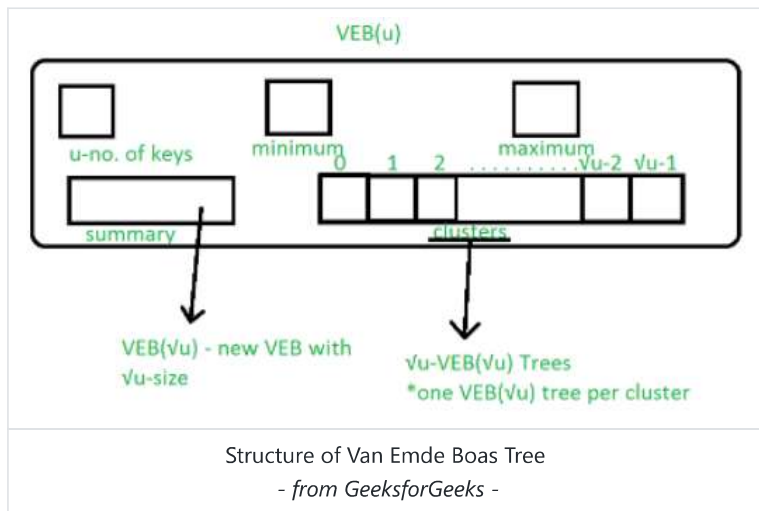 VEB(u)
u-no. of keys
minimum
maximum
0 1 2 . . . . . . . . . . √u-2 √u-1
summary
clusters
VEB(√u) - new VEB with
√u-size
√u-VEB(√u) Trees
*one VEB(√u) tree per cluster
Structure of Van Emde Boas Tree
- from GeeksforGeeks -